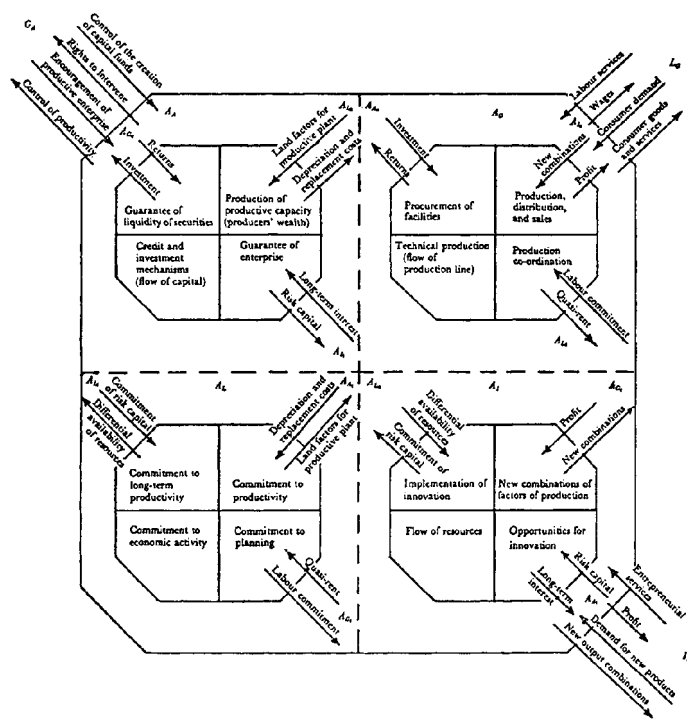 G_A
Control of the creation
of capital funds
Rights to Intervene
Encouragement of
productive enterprise
Control of productivity
A_A
Returns
Investment
Guarantee of
liquidity of securities
Production of
productive capacity
(producers' wealth)
Credit and
investment
mechanisms
(flow of capital)
Guarantee of
enterprise
Land factors for
productive plant
Depreciation and
replacement costs
Long-term interest
Risk capital
A_G
Investment
Returns
Procurement of
facilities
Production,
distribution,
and sales
Technical production
(flow of
production line)
Production
co-ordination
Labour services
Wages
Consumer demand
Consumer goods
and services
New
combinations
Profit
Labour commitment
Quasi-rent
A_L
Commitment
of risk capital
Differential
availability
of resources
Depreciation and
replacement costs
Land factors for
productive plant
Commitment to
long-term
productivity
Commitment to
productivity
Commitment to
economic activity
Commitment to
planning
Quasi-rent
Labour commitment
A_I
Differential
availability
of resources
Commitment of
risk capital
Profit
New combinations
Implementation of
innovation
New combinations of
factors of production
Flow of resources
Opportunities for
innovation
Risk capital
Long-term
interest
Entrepreneurial
services
Profit
Demand for new products
New output combinations